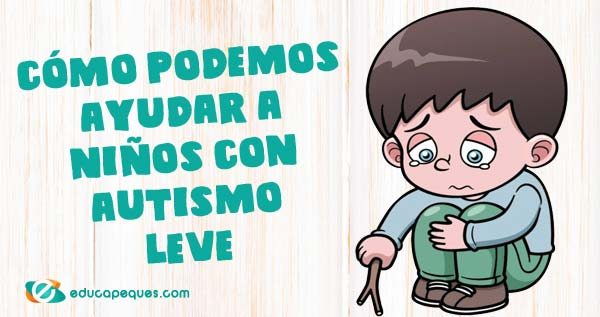 CÓMO PODEMOS
AYUDAR A
NIÑOS CON
AUTISMO
LEVE
educapeques.com